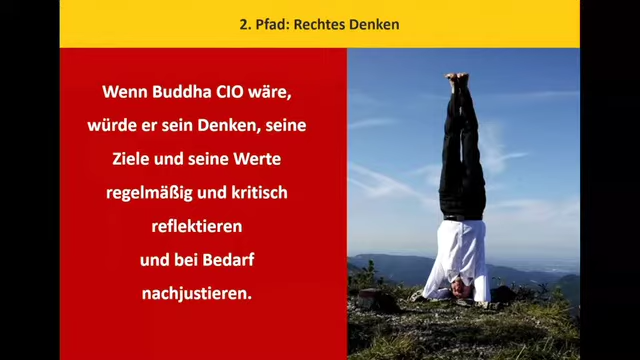 2. Pfad: Rechtes Denken
Wenn Buddha CIO wäre,
würde er sein Denken, seine
Ziele und seine Werte
regelmäßig und kritisch
reflektieren
und bei Bedarf
nachjustieren.